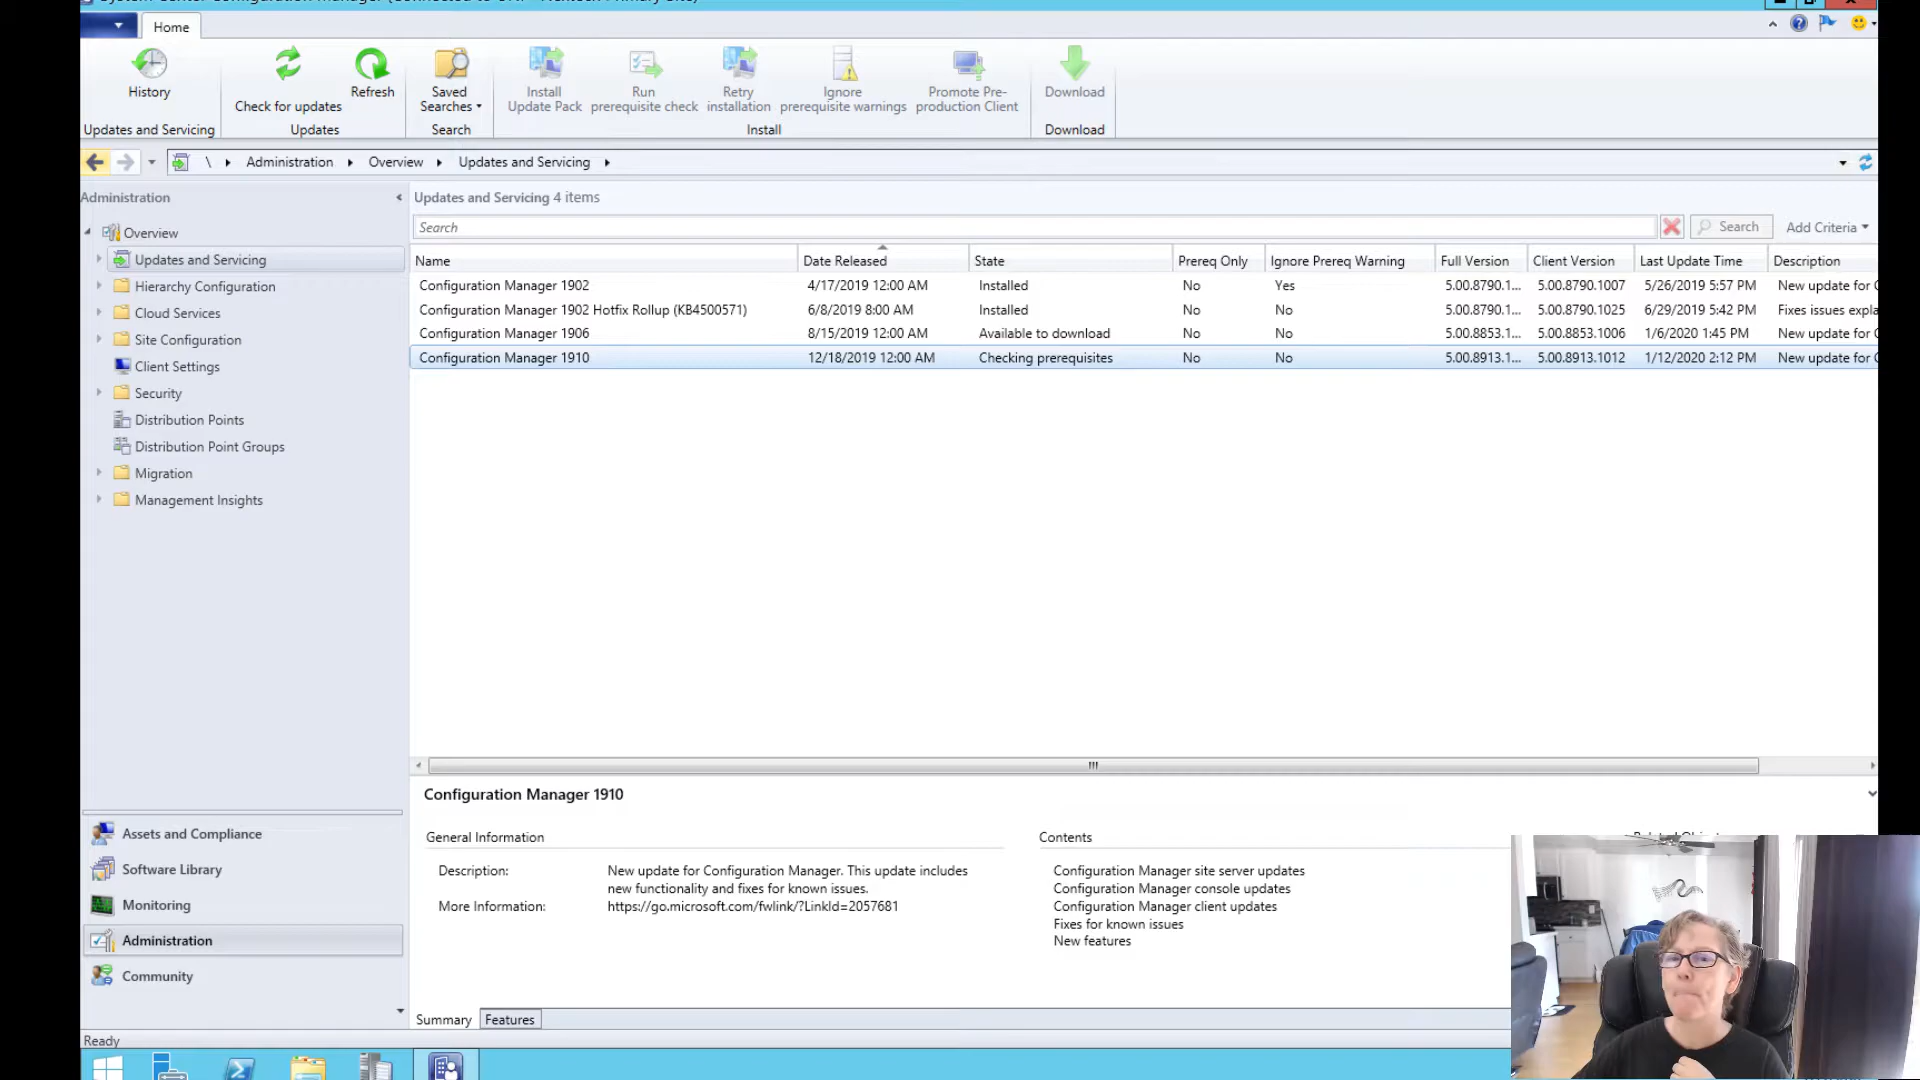 Home
History
Check for updates
Refresh
Saved
Searches
Install
Update Pack
Run
prerequisite check
Retry
installation
Ignore
prerequisite warnings
Promote Pre-
production Client
Download
Updates and Servicing
Updates
Search
Install
Download
\ Administration Overview Updates and Servicing
Administration
Overview
Updates and Servicing
Hierarchy Configuration
Cloud Services
Site Configuration
Client Settings
Security
Distribution Points
Distribution Point Groups
Migration
Management Insights
Assets and Compliance
Software Library
Monitoring
Administration
Community
Updates and Servicing 4 items
Search Search Add Criteria
Name Date Released State Prereq Only Ignore Prereq Warning Full Version Client Version Last Update Time Description
Configuration Manager 1902 4/17/2019 12:00 AM Installed No Yes 5.00.8790.1... 5.00.8790.1007 5/26/2019 5:57 PM New update for
Configuration Manager 1902 Hotfix Rollup (KB4500571) 6/8/2019 8:00 AM Installed No No 5.00.8790.1... 5.00.8790.1025 6/29/2019 5:42 PM Fixes issues expla
Configuration Manager 1906 8/15/2019 12:00 AM Available to download No No 5.00.8853.1... 5.00.8853.1006 1/6/2020 1:45 PM New update for
Configuration Manager 1910 12/18/2019 12:00 AM Checking prerequisites No No 5.00.8913.1... 5.00.8913.1012 1/12/2020 2:12 PM New update for
Configuration Manager 1910
General Information
Description: New update for Configuration Manager. This update includes
new functionality and fixes for known issues.
More Information: https://go.microsoft.com/fwlink/?LinkId=2057681
Contents
Configuration Manager site server updates
Configuration Manager console updates
Configuration Manager client updates
Fixes for known issues
New features
Summary Features
Ready